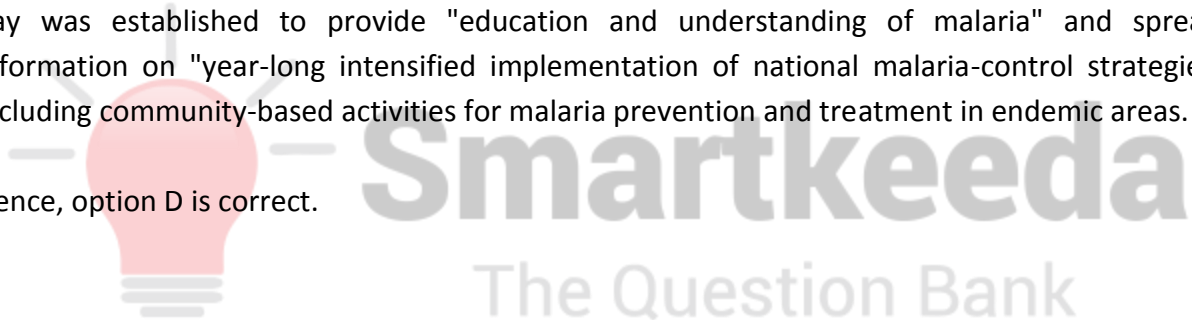 ay was established to provide "education and understanding of malaria" and sprea
formation on "year-long intensified implementation of national malaria-control strategie
cluding community-based activities for malaria prevention and treatment in endemic areas.
Smartkeeda
ence, option D is correct.
The Question Bank